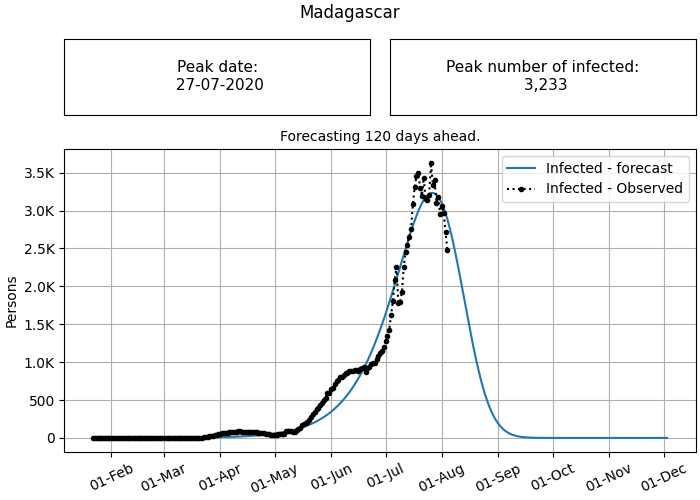 Madagascar
Peak date:
27-07-2020
Peak number of infected:
3,233
Forecasting 120 days ahead.
Infected - forecast
Infected - Observed
3.5K
3.0K
2.5K
2.0K
1.5K
1.0K
500
0
Persons
01-Feb 01-Mar 01-Apr 01-May 01-Jun 01-Jul 01-Aug 01-Sep 01-Oct 01-Nov 01-Dec